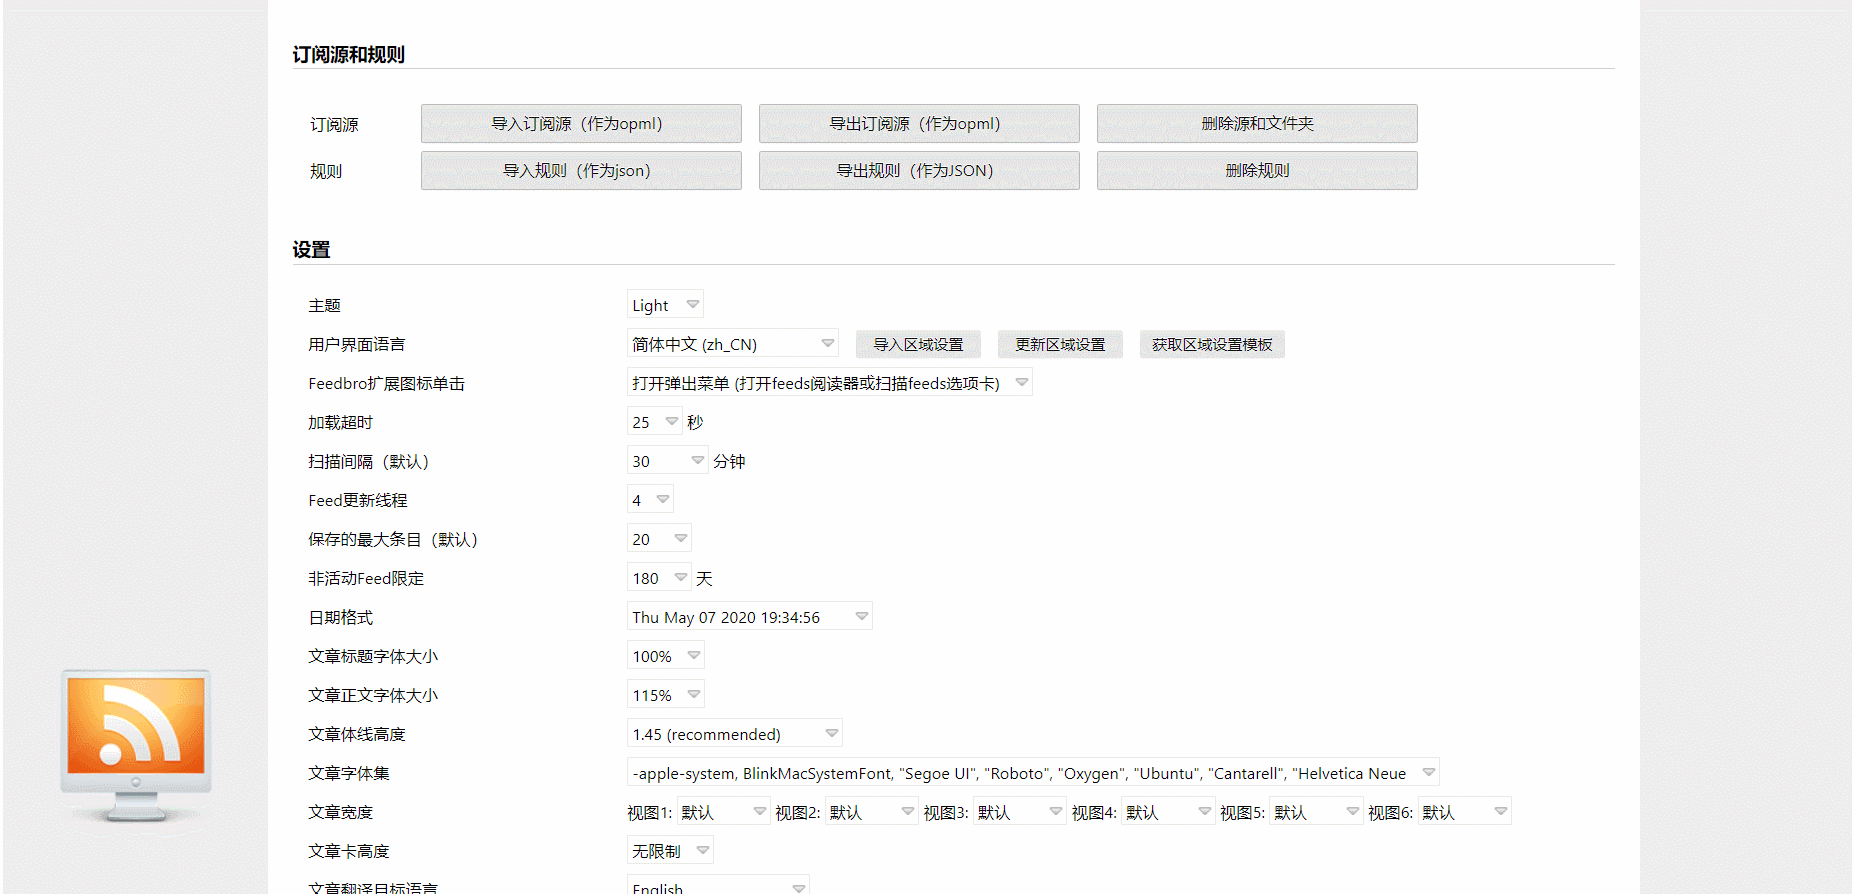 订阅源和规则
订阅源 导入订阅源（作为opml） 导出订阅源（作为opml） 删除源和文件夹
规则 导入规则（作为json） 导出规则（作为JSON） 删除规则
设置
主题 Light
用户界面语言 简体中文 (zh_CN) 导入区域设置 更新区域设置 获取区域设置模板
Feedbro扩展图标单击 打开弹出菜单 (打开feeds阅读器或扫描feeds选项卡)
加载超时 25 秒
扫描间隔（默认） 30 分钟
Feed更新线程 4
保存的最大条目（默认） 20
非活动Feed限定 180 天
日期格式 Thu May 07 2020 19:34:56
文章标题字体大小 100%
文章正文字体大小 115%
文章体线高度 1.45 (recommended)
文章字体集 -apple-system, BlinkMacSystemFont, "Segoe UI", "Roboto", "Oxygen", "Ubuntu", "Cantarell", "Helvetica Neue
文章宽度 视图1: 默认 视图2: 默认 视图3: 默认 视图4: 默认 视图5: 默认 视图6: 默认
文章卡高度 无限制
文章翻译目标语言 English